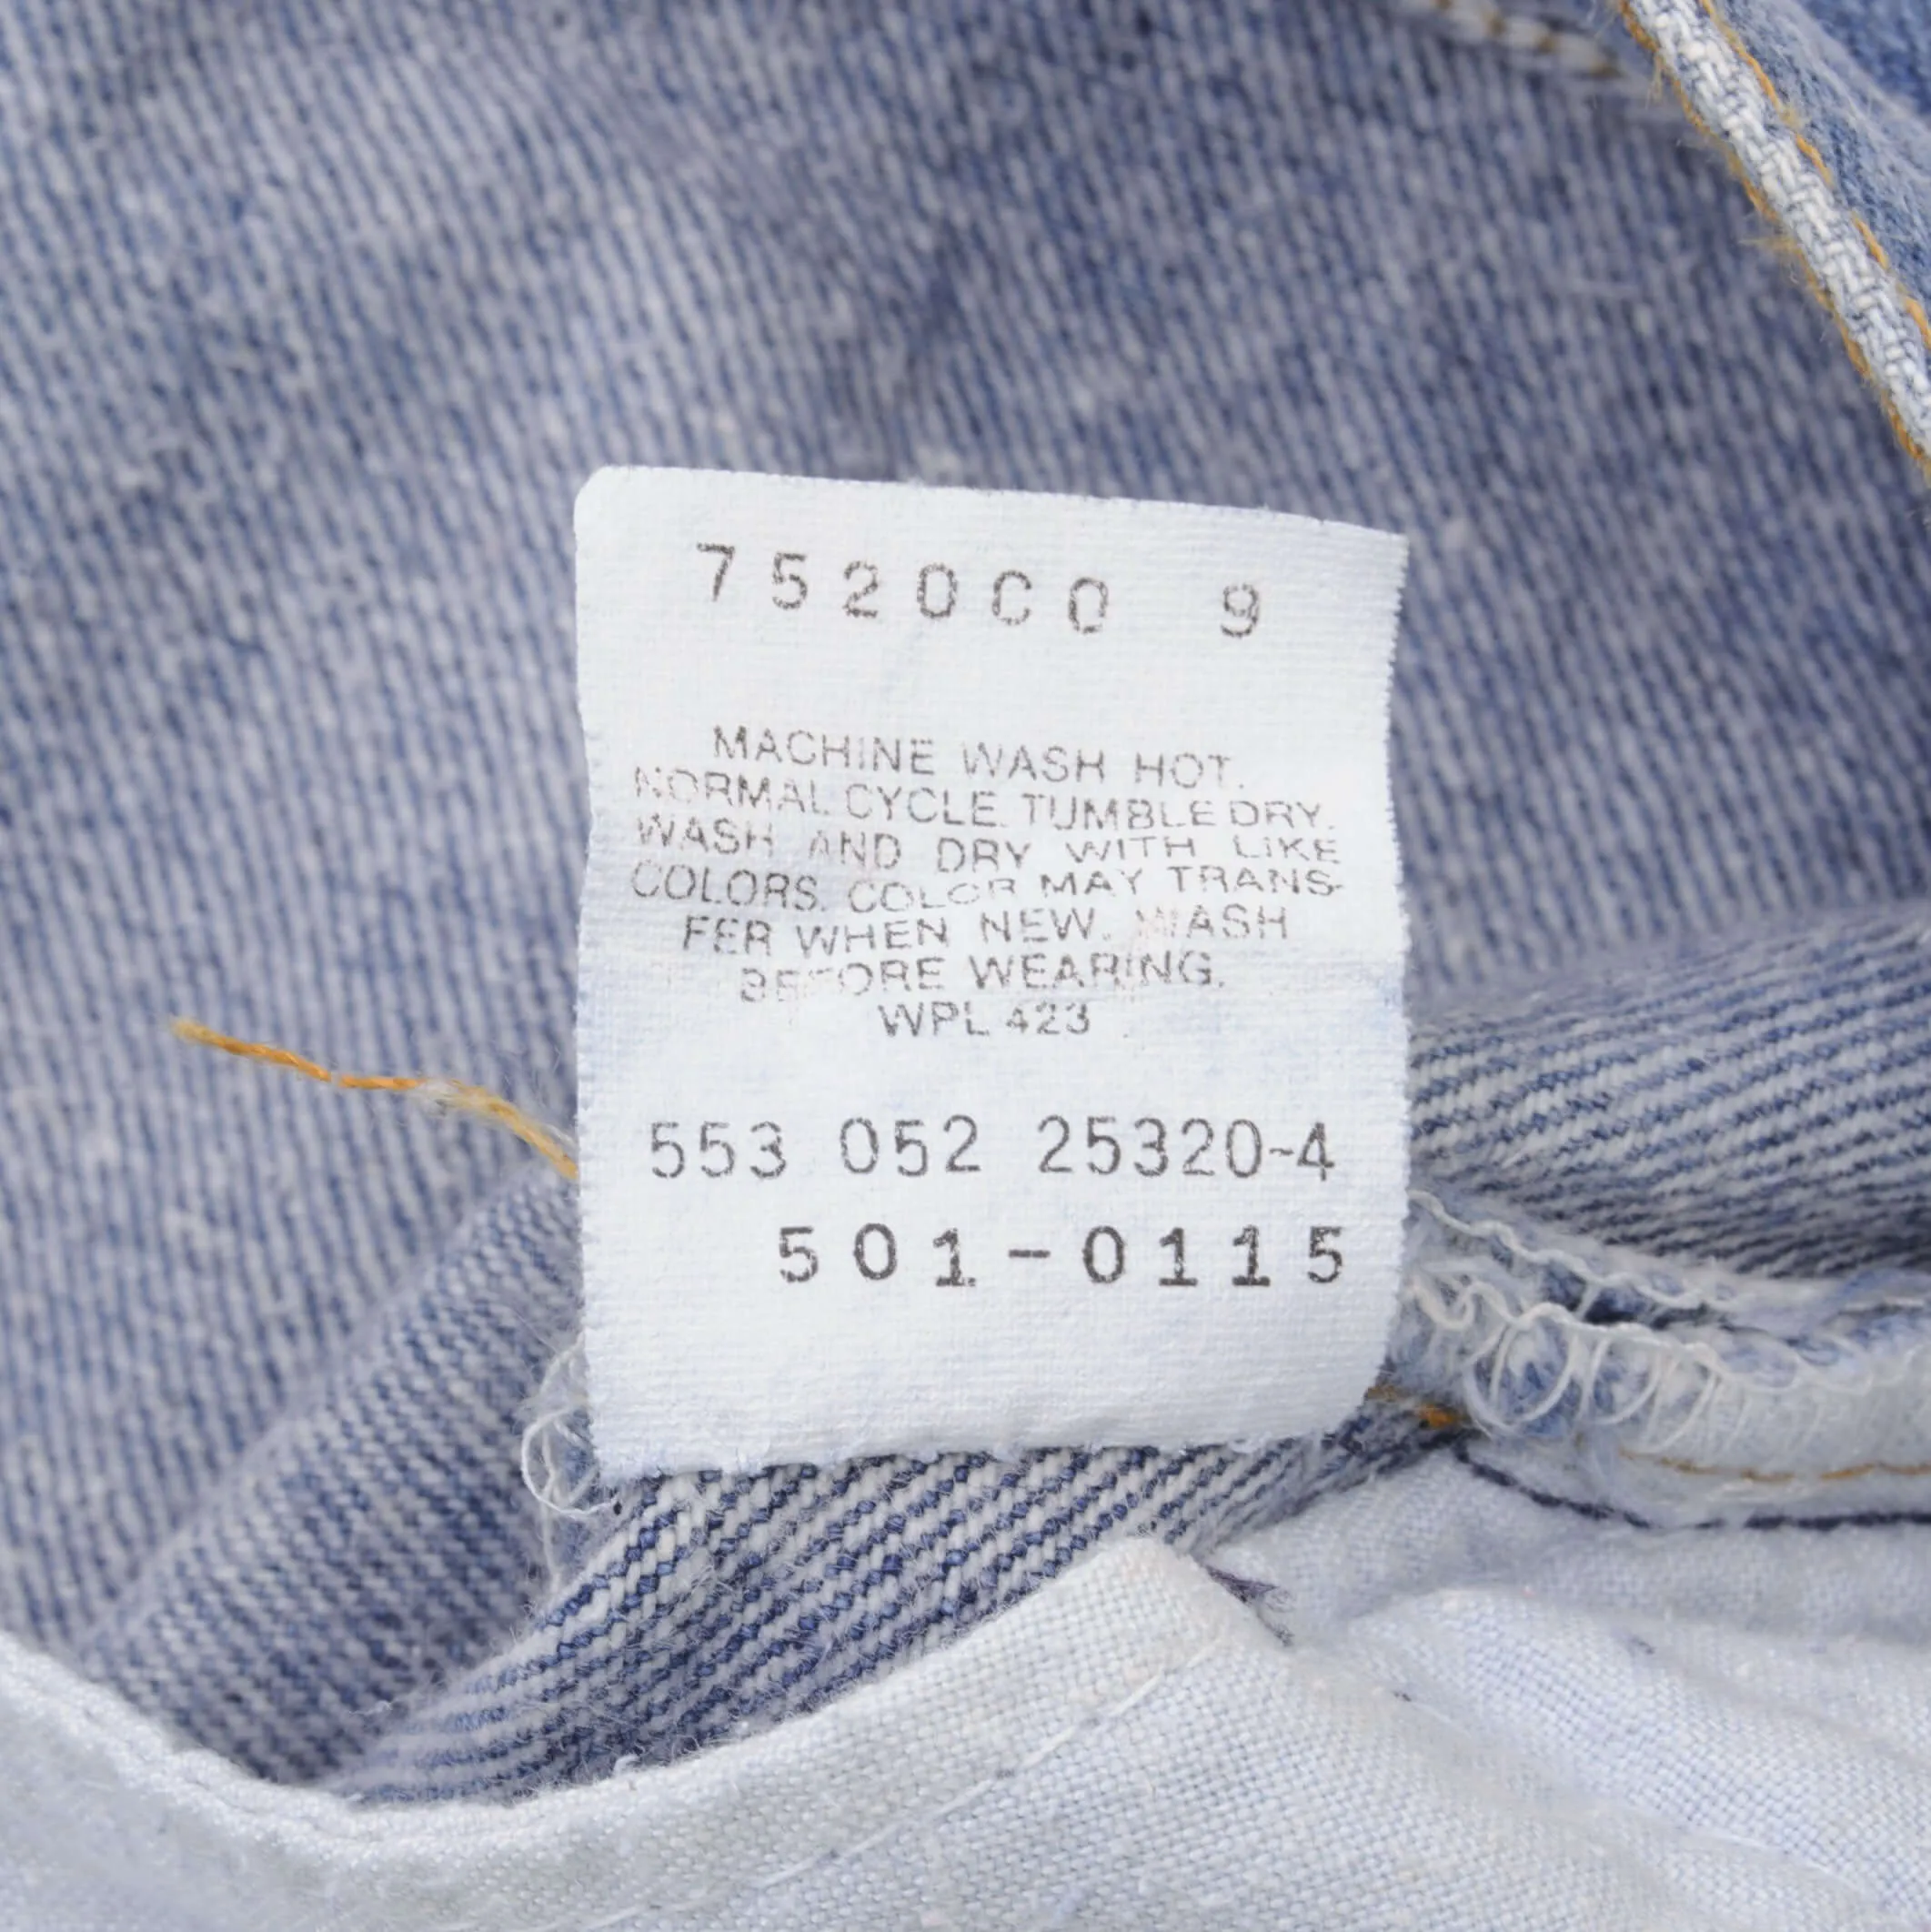 7520C0 9
MACHINE WASH HOT.
NORMAL CYCLE. TUMBLE DRY.
WASH AND DRY WITH LIKE
COLORS. COLOR MAY TRANS-
FER WHEN NEW. WASH
BEFORE WEARING.
WPL 423
553 052 25320-4
501-0115